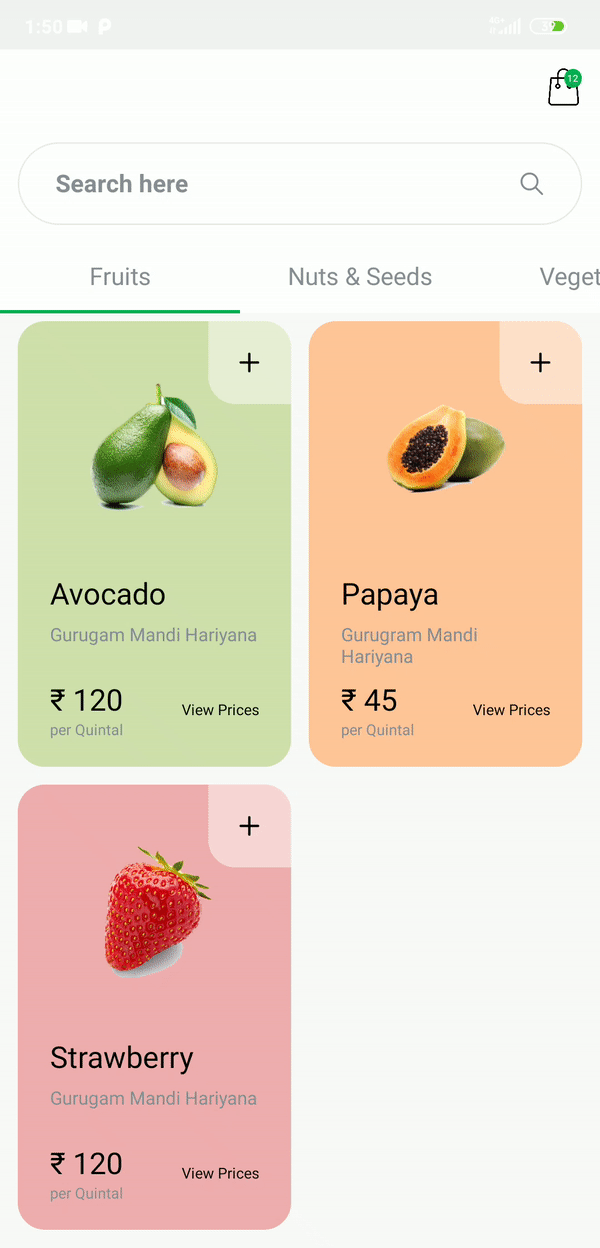 1:50
4G
12
Search here
Fruits
Nuts & Seeds
Veget
Avocado
Gurugam Mandi Hariyana
₹ 120
View Prices
per Quintal
Papaya
Gurugram Mandi
Hariyana
₹ 45
View Prices
per Quintal
Strawberry
Gurugam Mandi Hariyana
₹ 120
View Prices
per Quintal